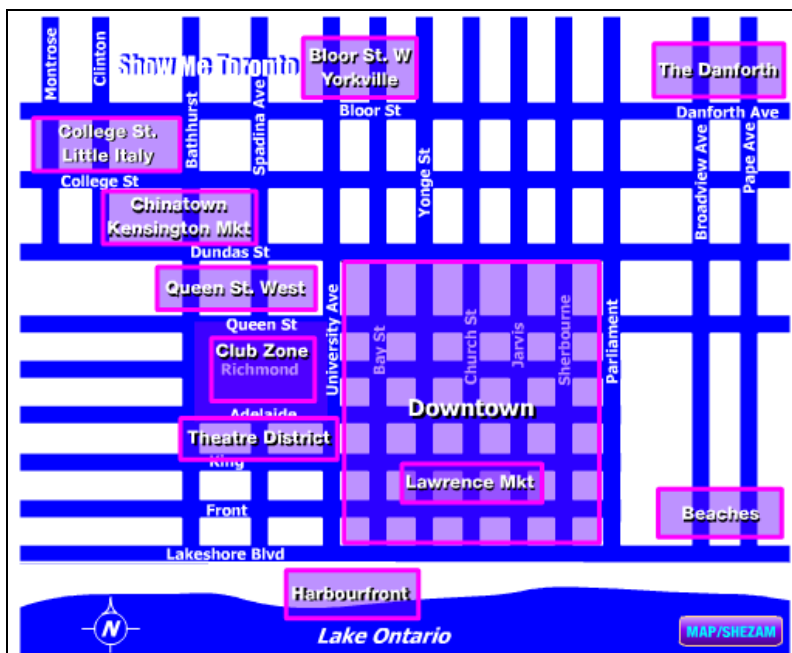 Montrose
Clinton
Show Me Toronto
Bathhurst
Spadina Ave
Bloor St. W
Yorkville
Bloor St
The Danforth
Danforth Ave
College St.
Little Italy
College St
Yonge St
Broadview Ave
Pape Ave
Chinatown
Kensington Mkt
Dundas St
Queen St. West
Queen St
University Ave
Bay St
Church St
Jarvis
Sherbourne
Parliament
Club Zone
Richmond
Adelaide
Downtown
Theatre District
King
Lawrence Mkt
Front
Beaches
Lakeshore Blvd
Harbourfront
N
Lake Ontario
MAP/SHEZAM